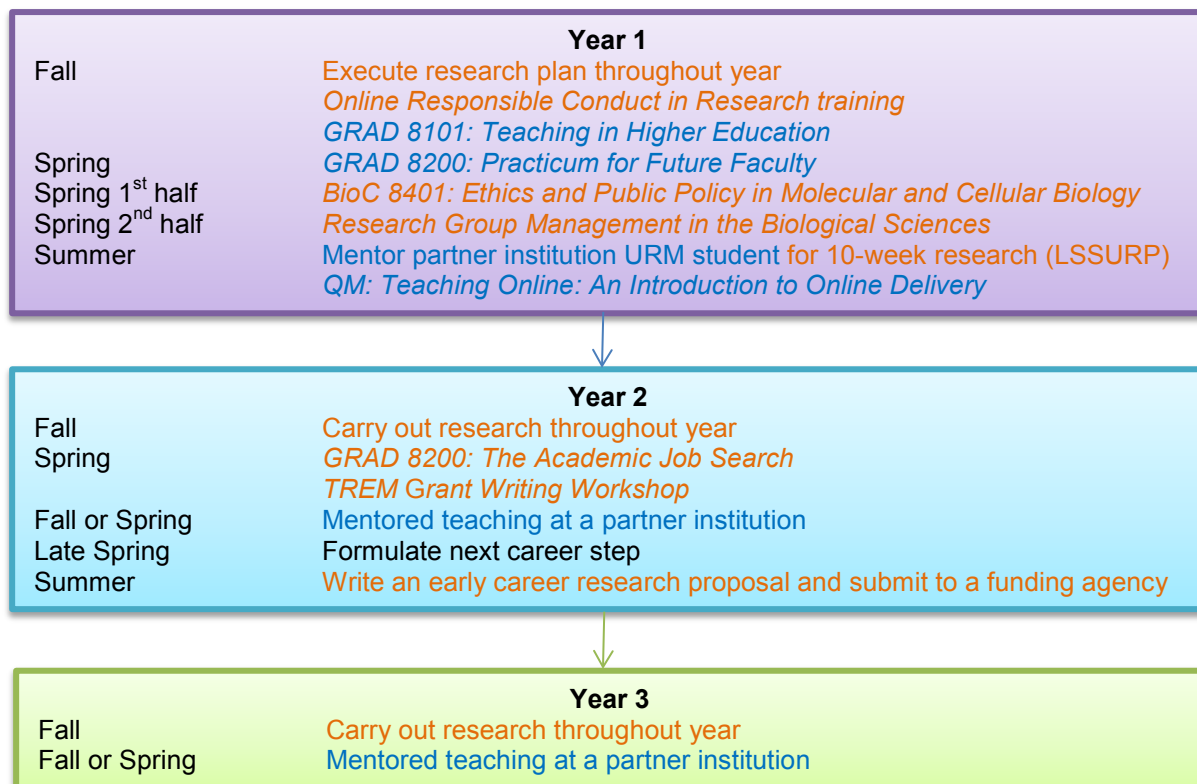 Year 1
Fall Execute research plan throughout year
Online Responsible Conduct in Research training
GRAD 8101: Teaching in Higher Education
Spring GRAD 8200: Practicum for Future Faculty
Spring 1st half BioC 8401: Ethics and Public Policy in Molecular and Cellular Biology
Spring 2nd half Research Group Management in the Biological Sciences
Summer Mentor partner institution URM student for 10-week research (LSSURP)
QM: Teaching Online: An Introduction to Online Delivery
Year 2
Fall Carry out research throughout year
Spring GRAD 8200: The Academic Job Search
TREM Grant Writing Workshop
Fall or Spring Mentored teaching at a partner institution
Late Spring Formulate next career step
Summer Write an early career research proposal and submit to a funding agency
Year 3
Fall Carry out research throughout year
Fall or Spring Mentored teaching at a partner institution